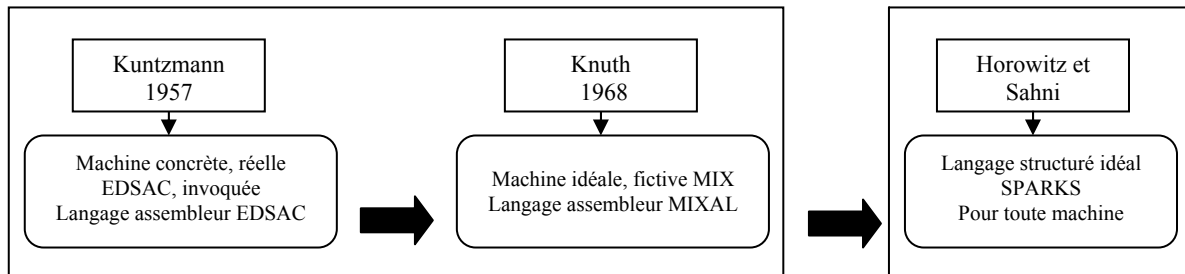 Kuntzmann
1957
Machine concrète, réelle
EDSAC, invoquée
Langage assembleur EDSAC
Knuth
1968
Machine idéale, fictive MIX
Langage assembleur MIXAL
Horowitz et
Sahni
Langage structuré idéal
SPARKS
Pour toute machine